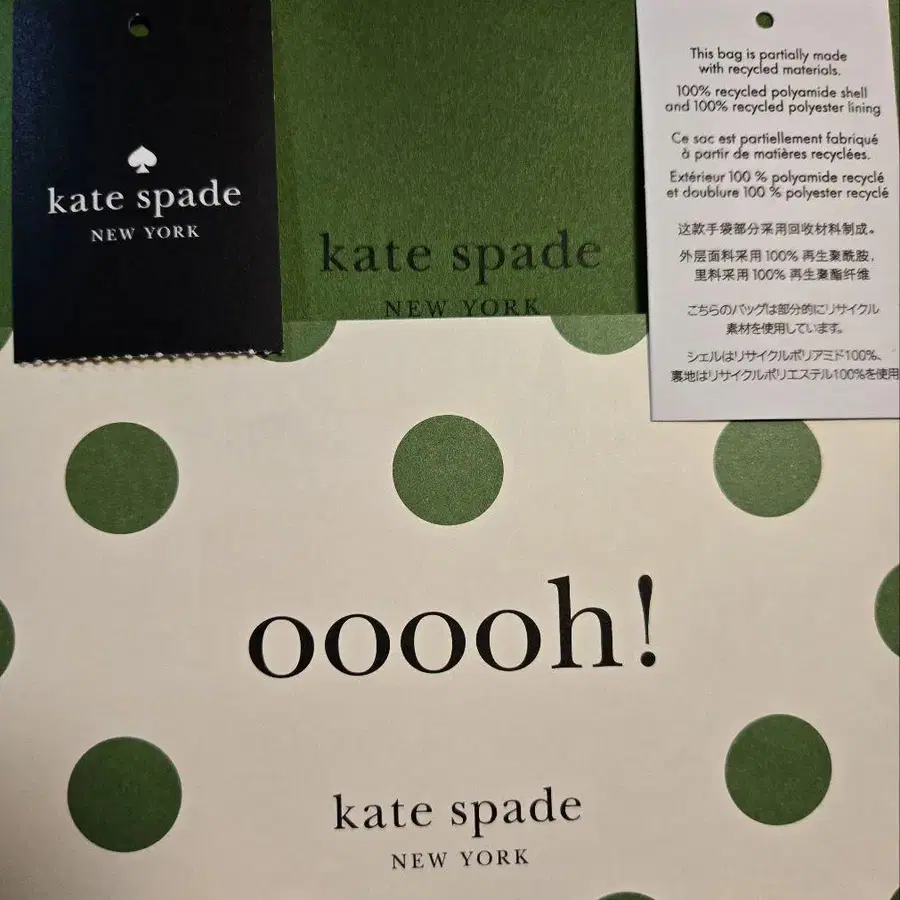 kate spade
NEW YORK
kate spade
NEW YORK
This bag is partially made
with recycled materials.
100% recycled polyamide shell
and 100% recycled polyester lining
Ce sac est partiellement fabriqué
à partir de matières recyclées.
Extérieur 100 % polyamide recyclé
et doublure 100 % polyester recyclé
这款手袋部分采用回收材料制成。
外层面料采用100% 再生聚酰胺,
里料采用100% 再生聚酯纤维
こちらのバッグは部分的にリサイクル
素材を使用しています。
シェルはリサイクルポリアミド100%、
裏地はリサイクルポリエステル100%を使用
ooooh!
kate spade
NEW YORK